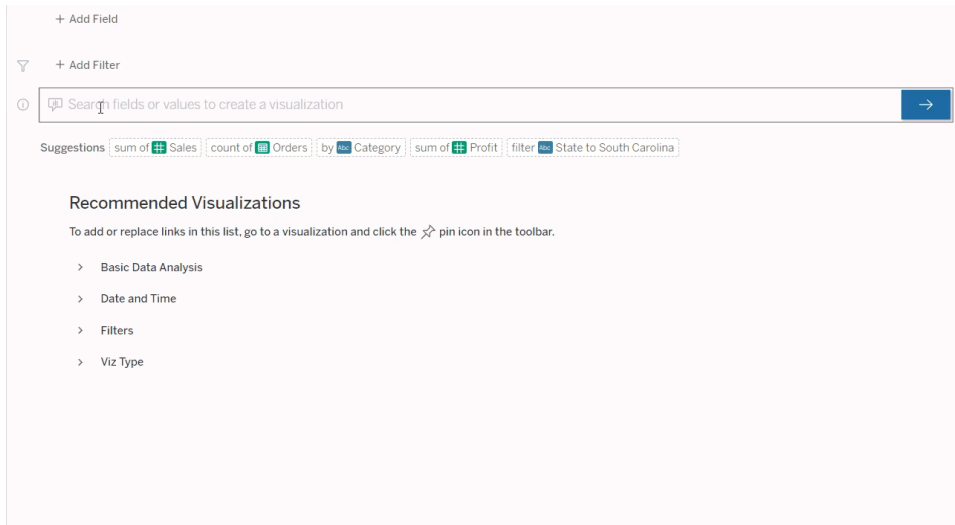 + Add Field
+ Add Filter
Search fields or values to create a visualization
Suggestions sum of Sales count of Orders by Abc Category sum of Profit filter Abc State to South Carolina
Recommended Visualizations
To add or replace links in this list, go to a visualization and click the pin icon in the toolbar.
> Basic Data Analysis
> Date and Time
> Filters
> Viz Type